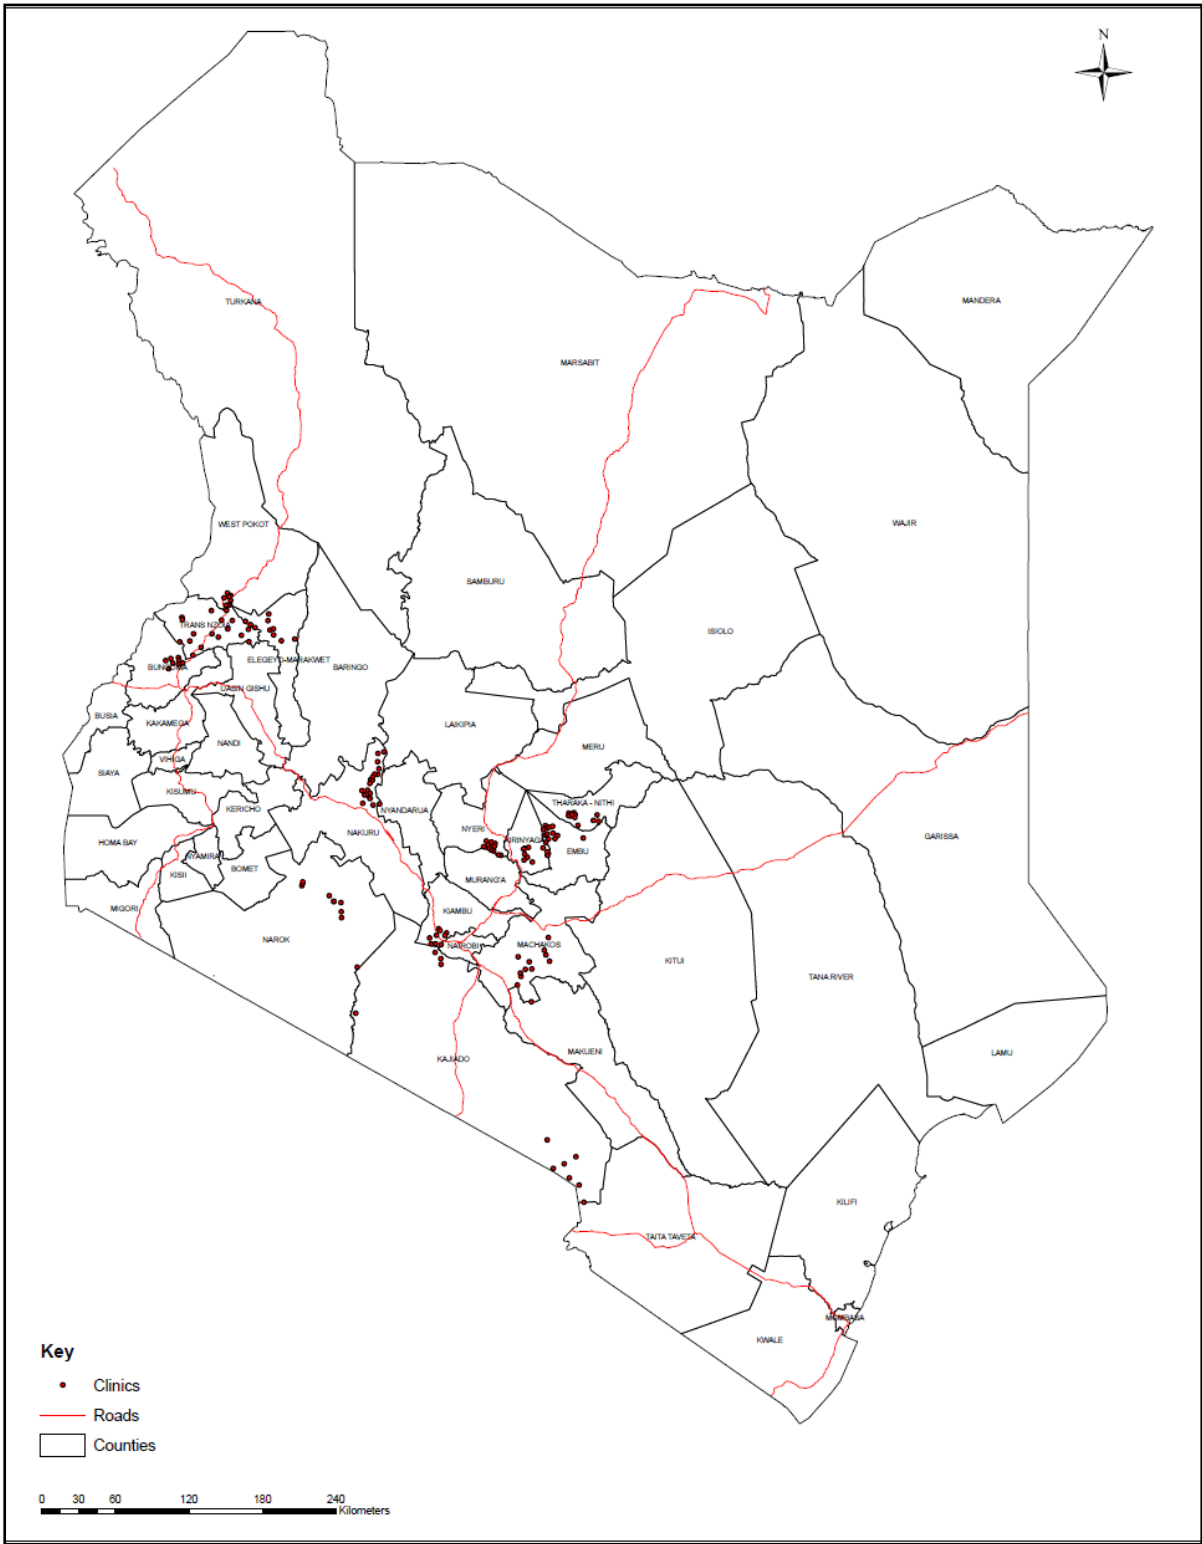 N
TURKANA
MANDERA
MARSABIT
WEST POKOT
WAJIR
SAMBURU
ISIOLO
TRANS NZOIA
ELEGEYO-MARAKWET
BUNGOMA
BARINGO
UASIN GISHU
BUSIA
KAKAMEGA
LAIKIPIA
NANDI
MERU
VIHIGA
SIAYA
KISUMU
THARAKA - NITHI
KERICHO
NYANDARUA
NYERI
NAKURU
GARISSA
HOMA BAY
KIRINYAGA
EMBU
NYAMIRA
KISII
BOMET
MURANG'A
MIGORI
KIAMBU
NAROK
NAIROBI
MACHAKOS
KITUI
TANA RIVER
KAJIADO
MAKUENI
LAMU
KILIFI
TAITA TAVETA
MOMBASA
KWALE
Key
Clinics
Roads
Counties
0 30 60 120 180 240
Kilometers